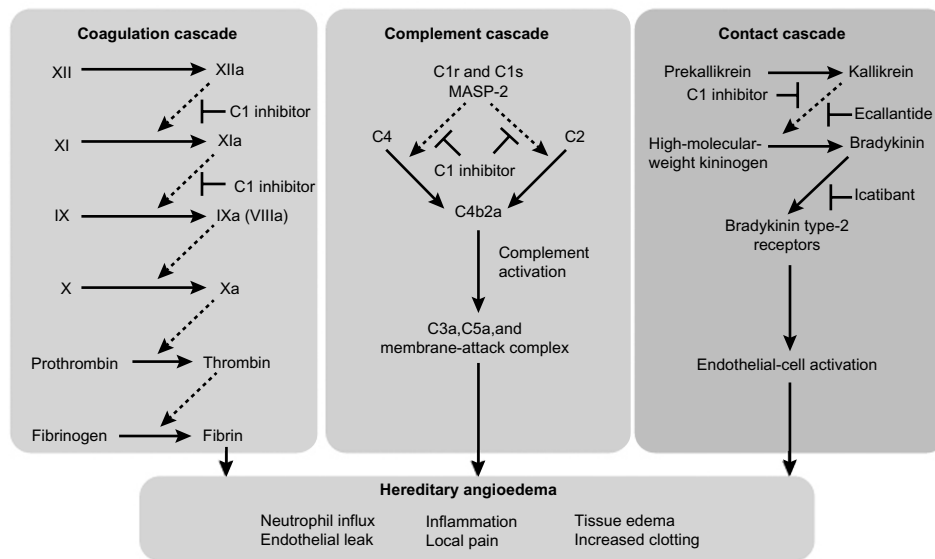 Coagulation cascade
XII XIIa
C1 inhibitor
XI XIa
C1 inhibitor
IX IXa (VIIIa)
X Xa
Prothrombin Thrombin
Fibrinogen Fibrin
Complement cascade
C1r and C1s
MASP-2
C4 C2
C1 inhibitor
C4b2a
Complement
activation
C3a,C5a,and
membrane-attack complex
Contact cascade
Prekallikrein Kallikrein
C1 inhibitor
Ecallantide
High-molecular-
weight kininogen
Bradykinin
Icatibant
Bradykinin type-2
receptors
Endothelial-cell activation
Hereditary angioedema
Neutrophil influx Inflammation Tissue edema
Endothelial leak Local pain Increased clotting